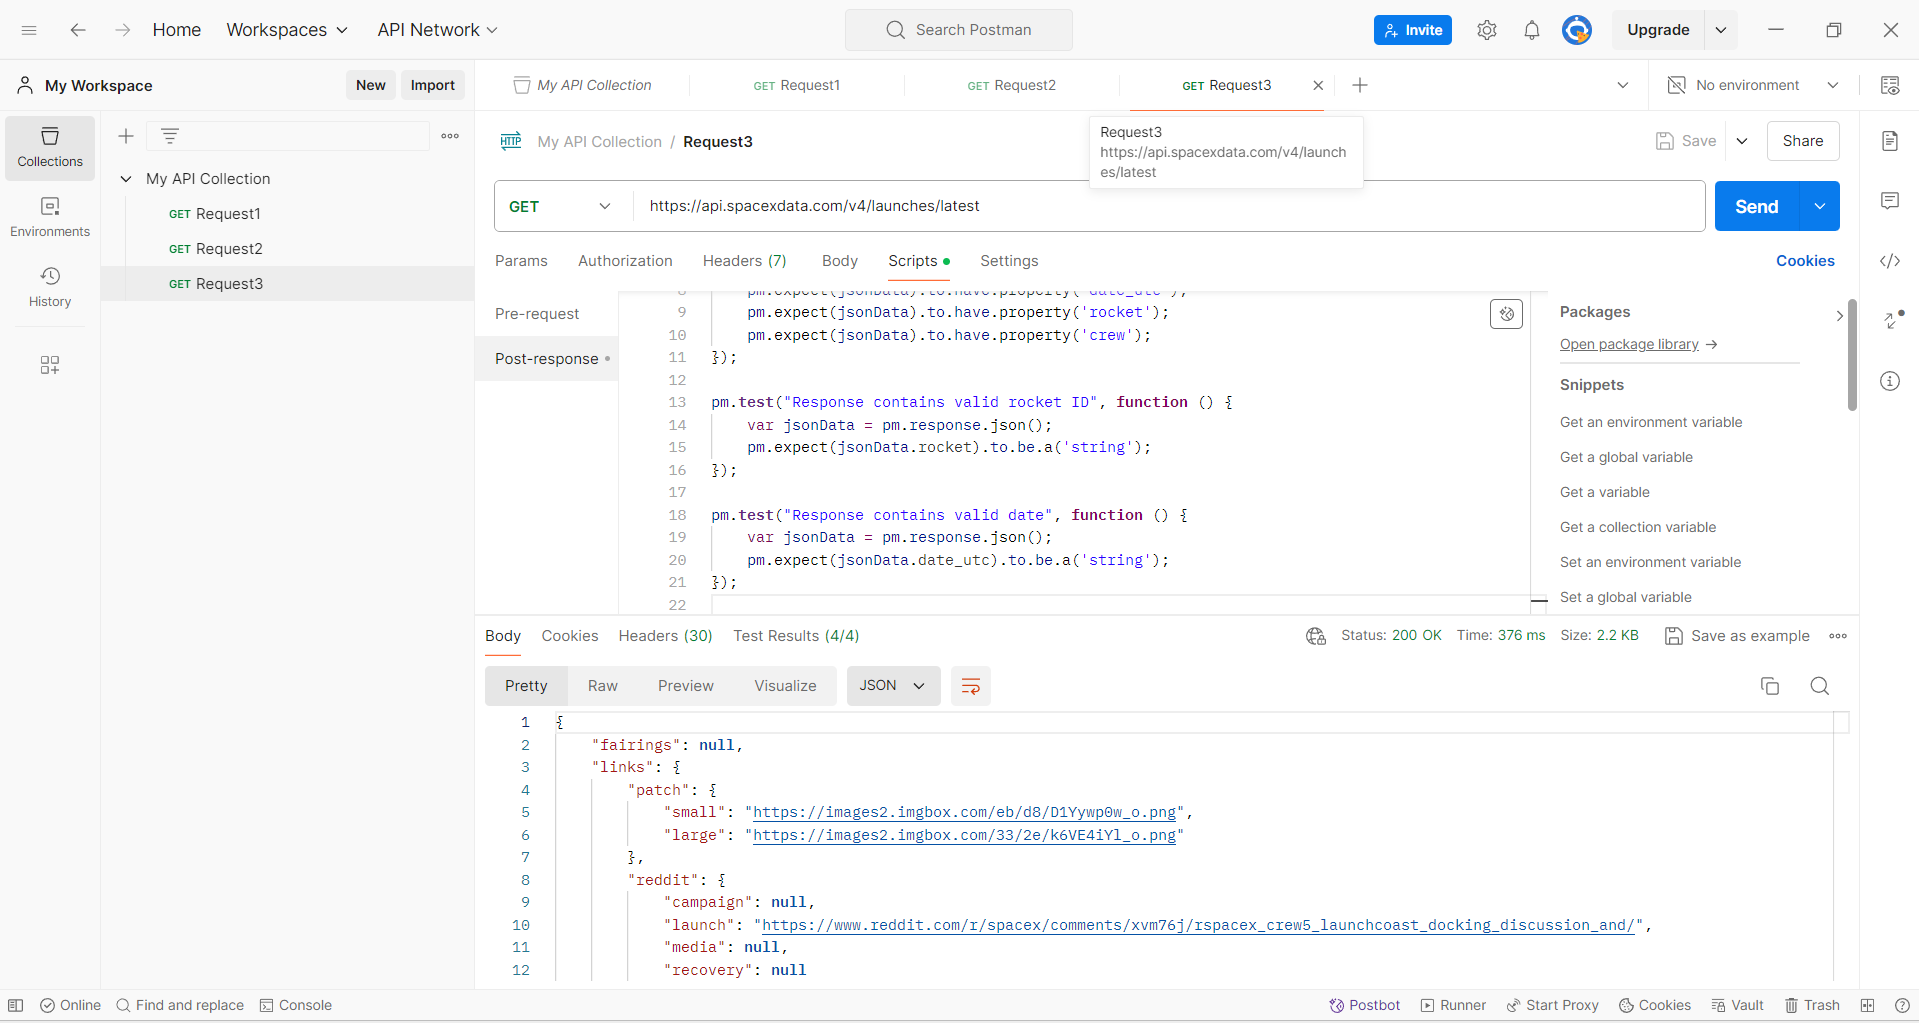 Home
Workspaces
API Network
Search Postman
Invite
Upgrade
My Workspace
New
Import
My API Collection
GET Request1
GET Request2
GET Request3
No environment
Collections
Environments
History
My API Collection
GET Request1
GET Request2
GET Request3
HTTP
My API Collection / Request3
Save
Share
Request3
https://api.spacexdata.com/v4/launch
es/latest
GET
https://api.spacexdata.com/v4/launches/latest
Send
Params
Authorization
Headers (7)
Body
Scripts
Settings
Cookies
Pre-request
Post-response
8 pm.expect(jsonData).to.have.property('date_utc');
9 pm.expect(jsonData).to.have.property('rocket');
10 pm.expect(jsonData).to.have.property('crew');
11 });
12
13 pm.test("Response contains valid rocket ID", function () {
14 var jsonData = pm.response.json();
15 pm.expect(jsonData.rocket).to.be.a('string');
16 });
17
18 pm.test("Response contains valid date", function () {
19 var jsonData = pm.response.json();
20 pm.expect(jsonData.date_utc).to.be.a('string');
21 });
22
Packages
Open package library →
Snippets
Get an environment variable
Get a global variable
Get a variable
Get a collection variable
Set an environment variable
Set a global variable
Body
Cookies
Headers (30)
Test Results (4/4)
Status: 200 OK
Time: 376 ms
Size: 2.2 KB
Save as example
Pretty
Raw
Preview
Visualize
JSON
1 {
2 "fairings": null,
3 "links": {
4 "patch": {
5 "small": "https://images2.imgbox.com/eb/d8/D1Yywp0w_o.png",
6 "large": "https://images2.imgbox.com/33/2e/k6VE4iYl_o.png"
7 },
8 "reddit": {
9 "campaign": null,
10 "launch": "https://www.reddit.com/r/spacex/comments/xvm76j/rspacex_crew5_launchcoast_docking_discussion_and/",
11 "media": null,
12 "recovery": null
Online
Find and replace
Console
Postbot
Runner
Start Proxy
Cookies
Vault
Trash